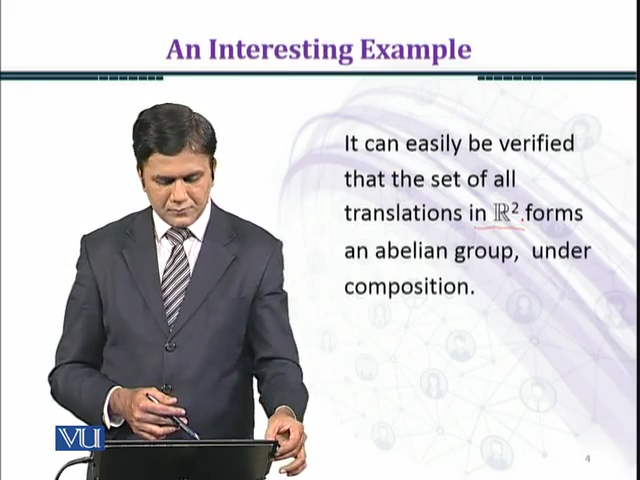 An Interesting Example
It can easily be verified
that the set of all
translations in ℝ². forms
an abelian group, under
composition.
VU
4